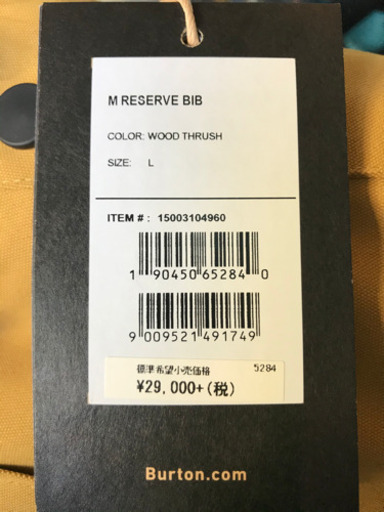 M RESERVE BIB
COLOR: WOOD THRUSH
SIZE: L
ITEM # : 15003104960
1 90450 65284 0
9 009521 491749
標準希望小売価格 5284
¥29,000+(税)
Burton.com